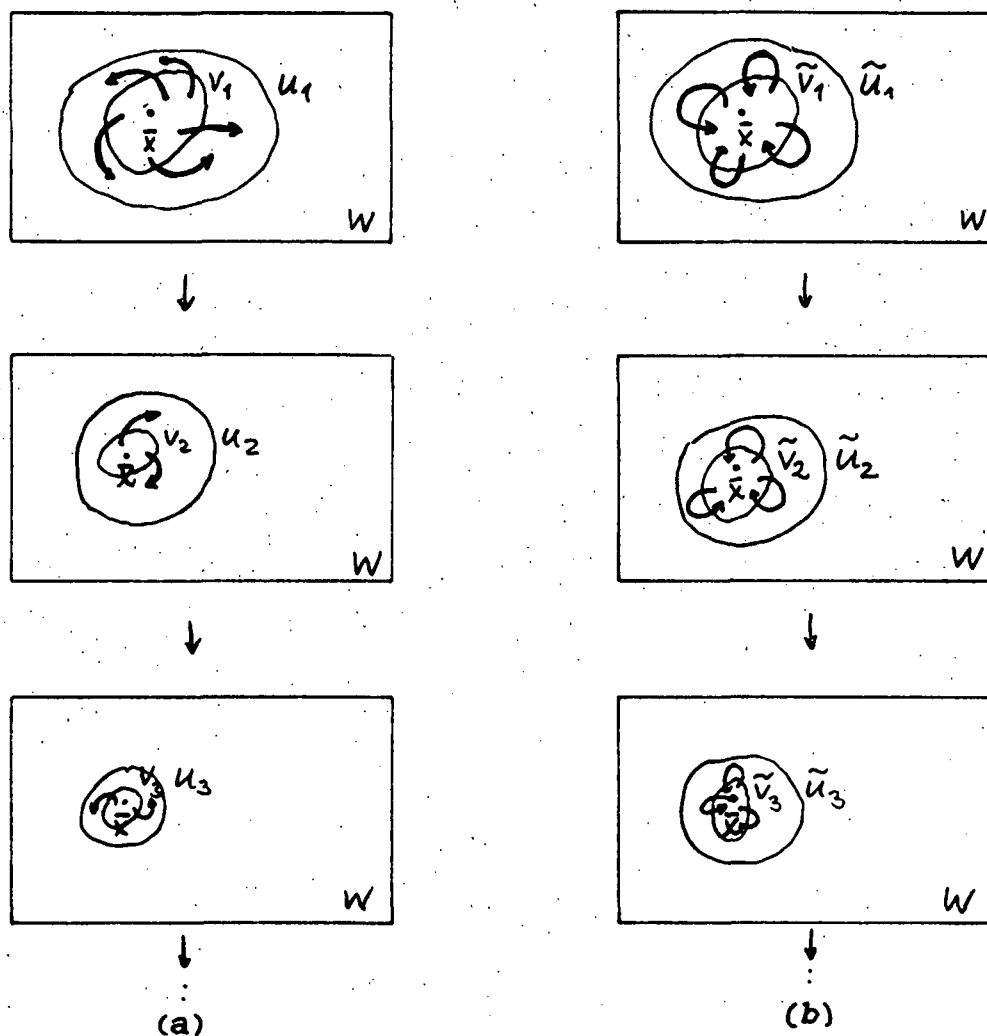 v₁ u₁
x̄
W
ṽ₁ ũ₁
x̄
W
v₂ u₂
x̄
W
ṽ₂ ũ₂
x̄
W
v₃ u₃
x̄
W
ṽ₃ ũ₃
x̄
W
(a)
(b)